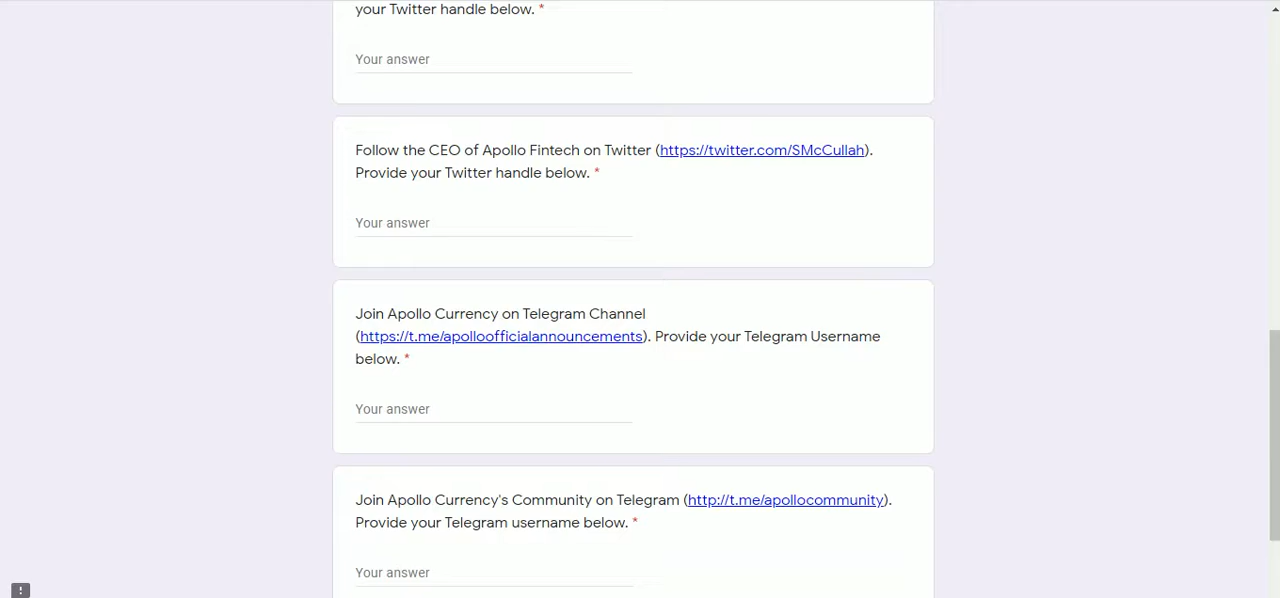 your Twitter handle below. *
Your answer
Follow the CEO of Apollo Fintech on Twitter (https://twitter.com/SMcCullah).
Provide your Twitter handle below. *
Your answer
Join Apollo Currency on Telegram Channel
(https://t.me/apolloofficialannouncements). Provide your Telegram Username
below. *
Your answer
Join Apollo Currency's Community on Telegram (http://t.me/apollocommunity).
Provide your Telegram username below. *
Your answer
!